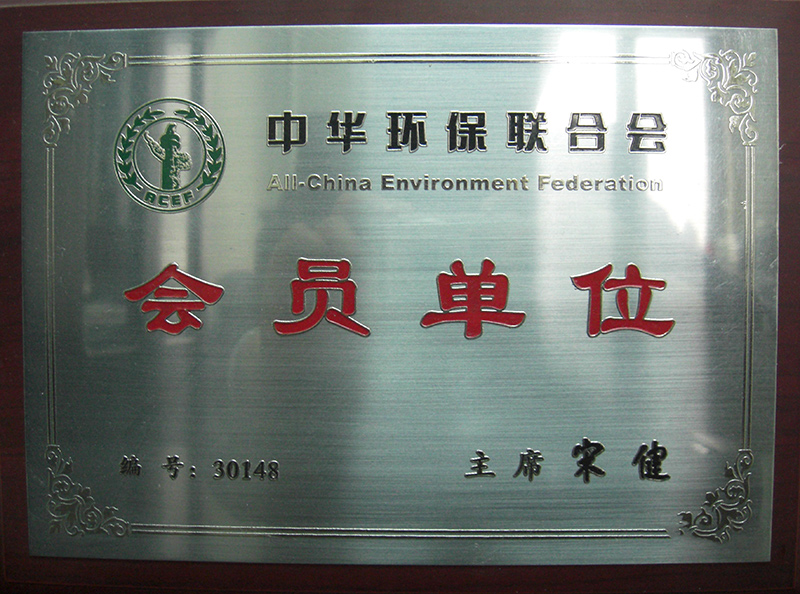 中华环保联合会
All-China Environment Federation
ACEF
会员单位
编号:30148
主席 宋健